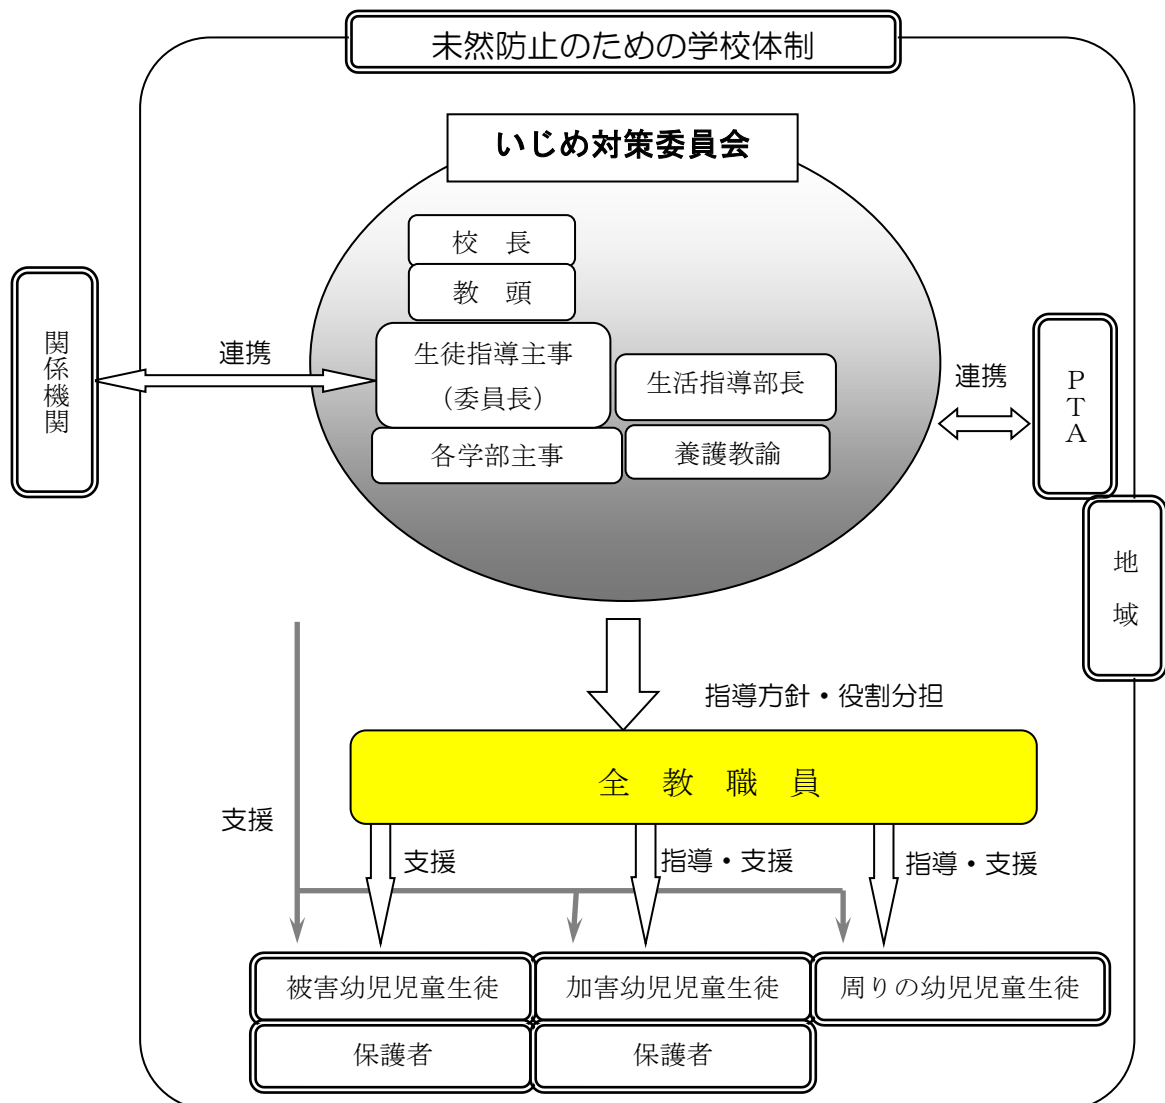 未然防止のための学校体制
いじめ対策委員会
校　長
教　頭
生徒指導主事
（委員長）
各学部主事
生活指導部長
養護教諭
関係機関
連携
連携
ＰＴＡ
地域
指導方針・役割分担
全　教　職　員
支援
支援
指導・支援
指導・支援
被害幼児児童生徒
加害幼児児童生徒
周りの幼児児童生徒
保護者
保護者